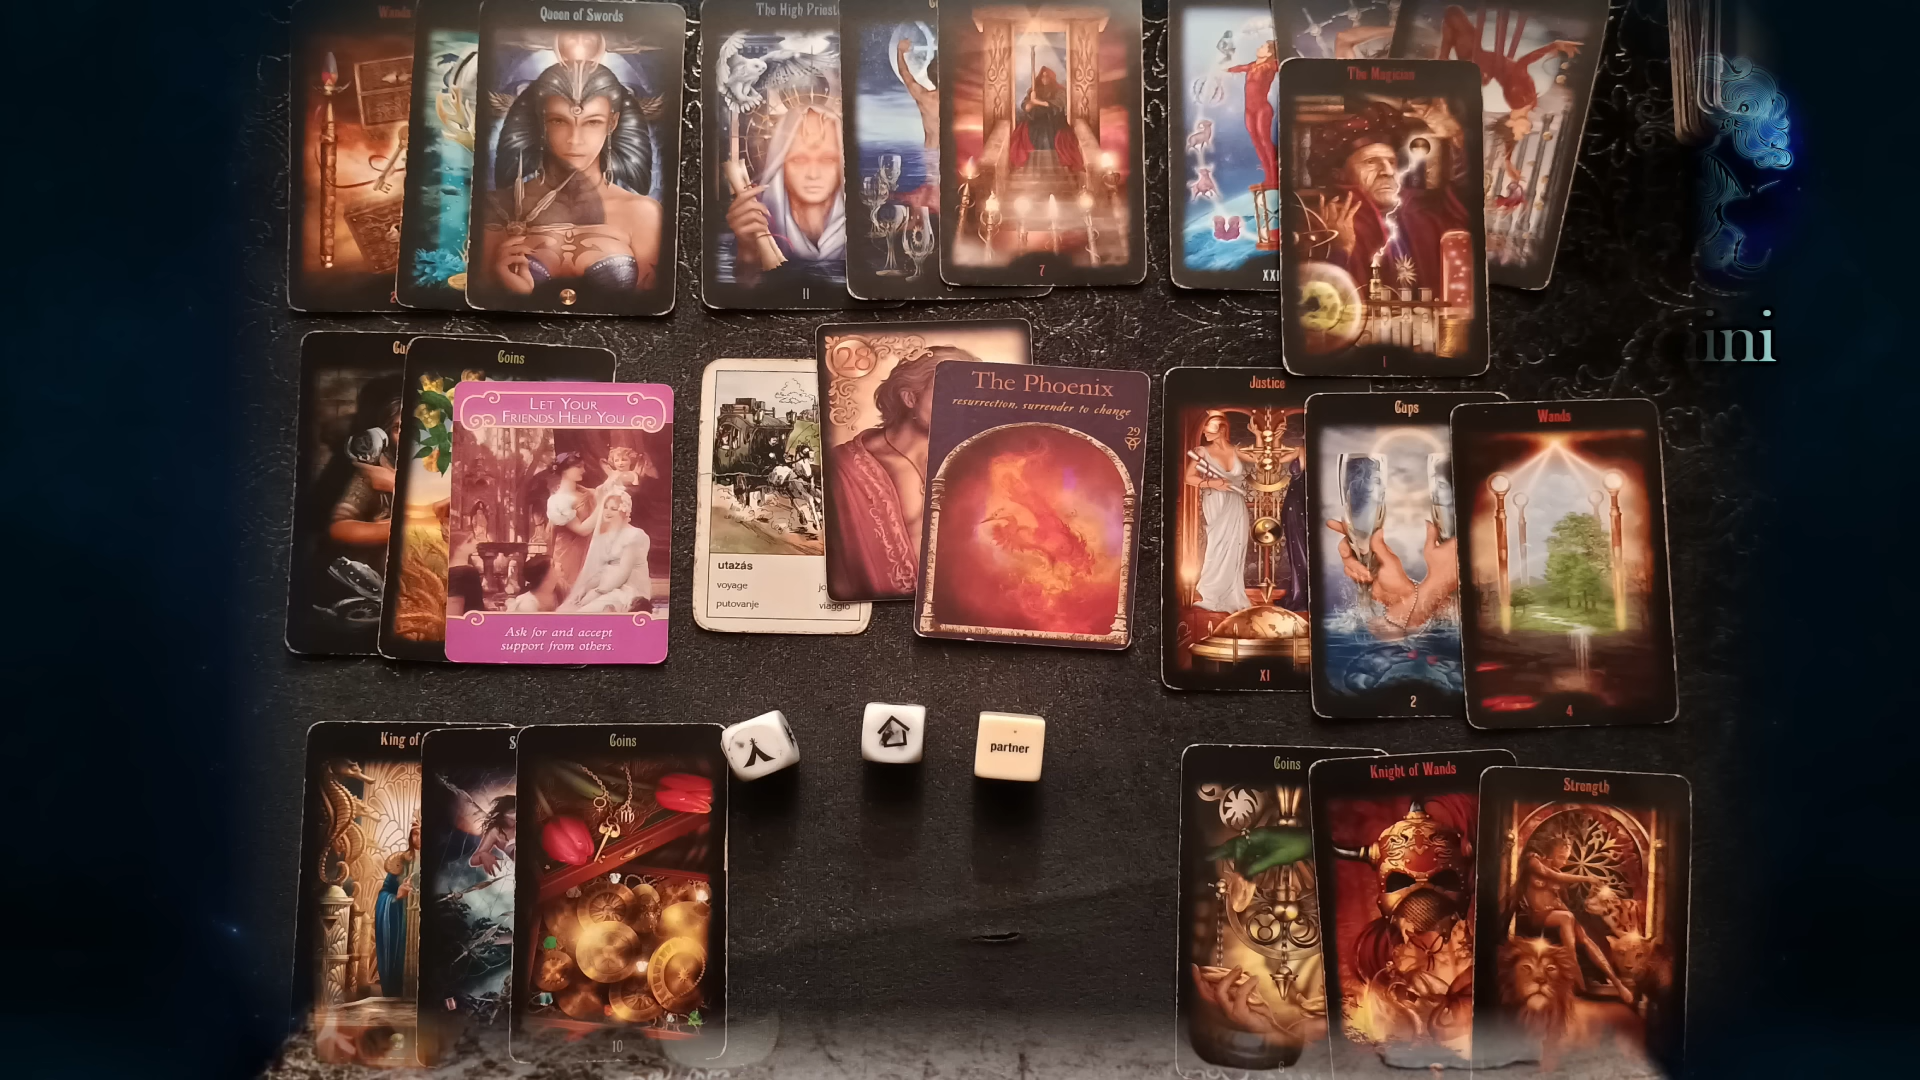 Wands
Queen of Swords
The High Priest
II
7
XXI
The Magician
1
ini
Coins
LET YOUR
FRIENDS HELP YOU
Ask for and accept
support from others.
utazás
voyage
putovanje
viaggio
28
The Phoenix
resurrection, surrender to change
29
Justice
XI
Cups
2
Wands
4
King of
Coins
10
partner
Coins
Knight of Wands
Strength